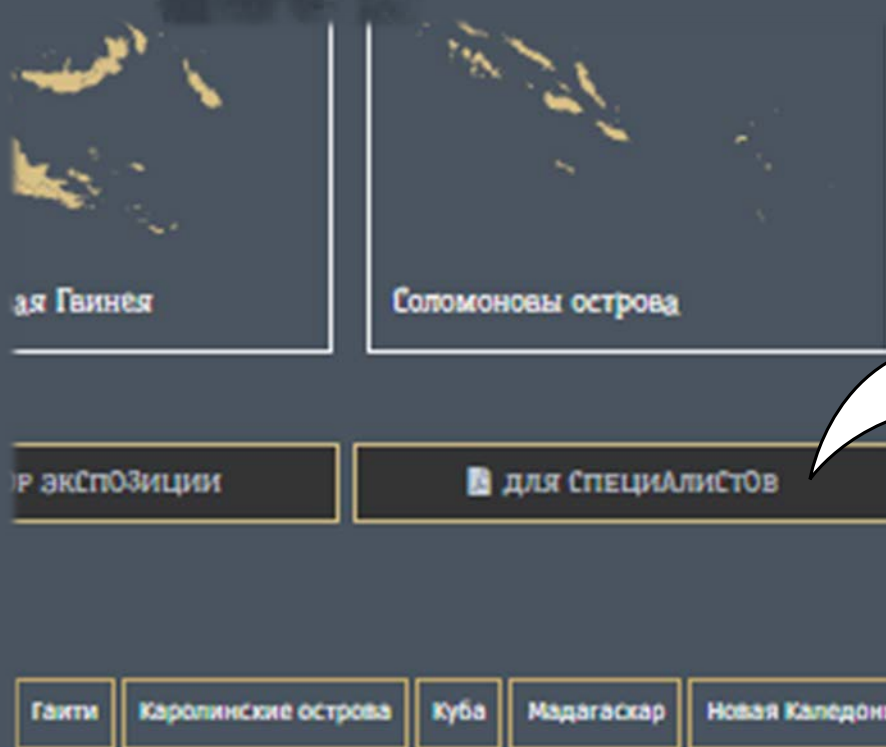 ая Гвинея
Соломоновы острова
Р ЭКСПОЗИЦИИ
ДЛЯ СПЕЦИАЛИСТОВ
Гаити
Каролинские острова
Куба
Мадагаскар
Новая Каледон